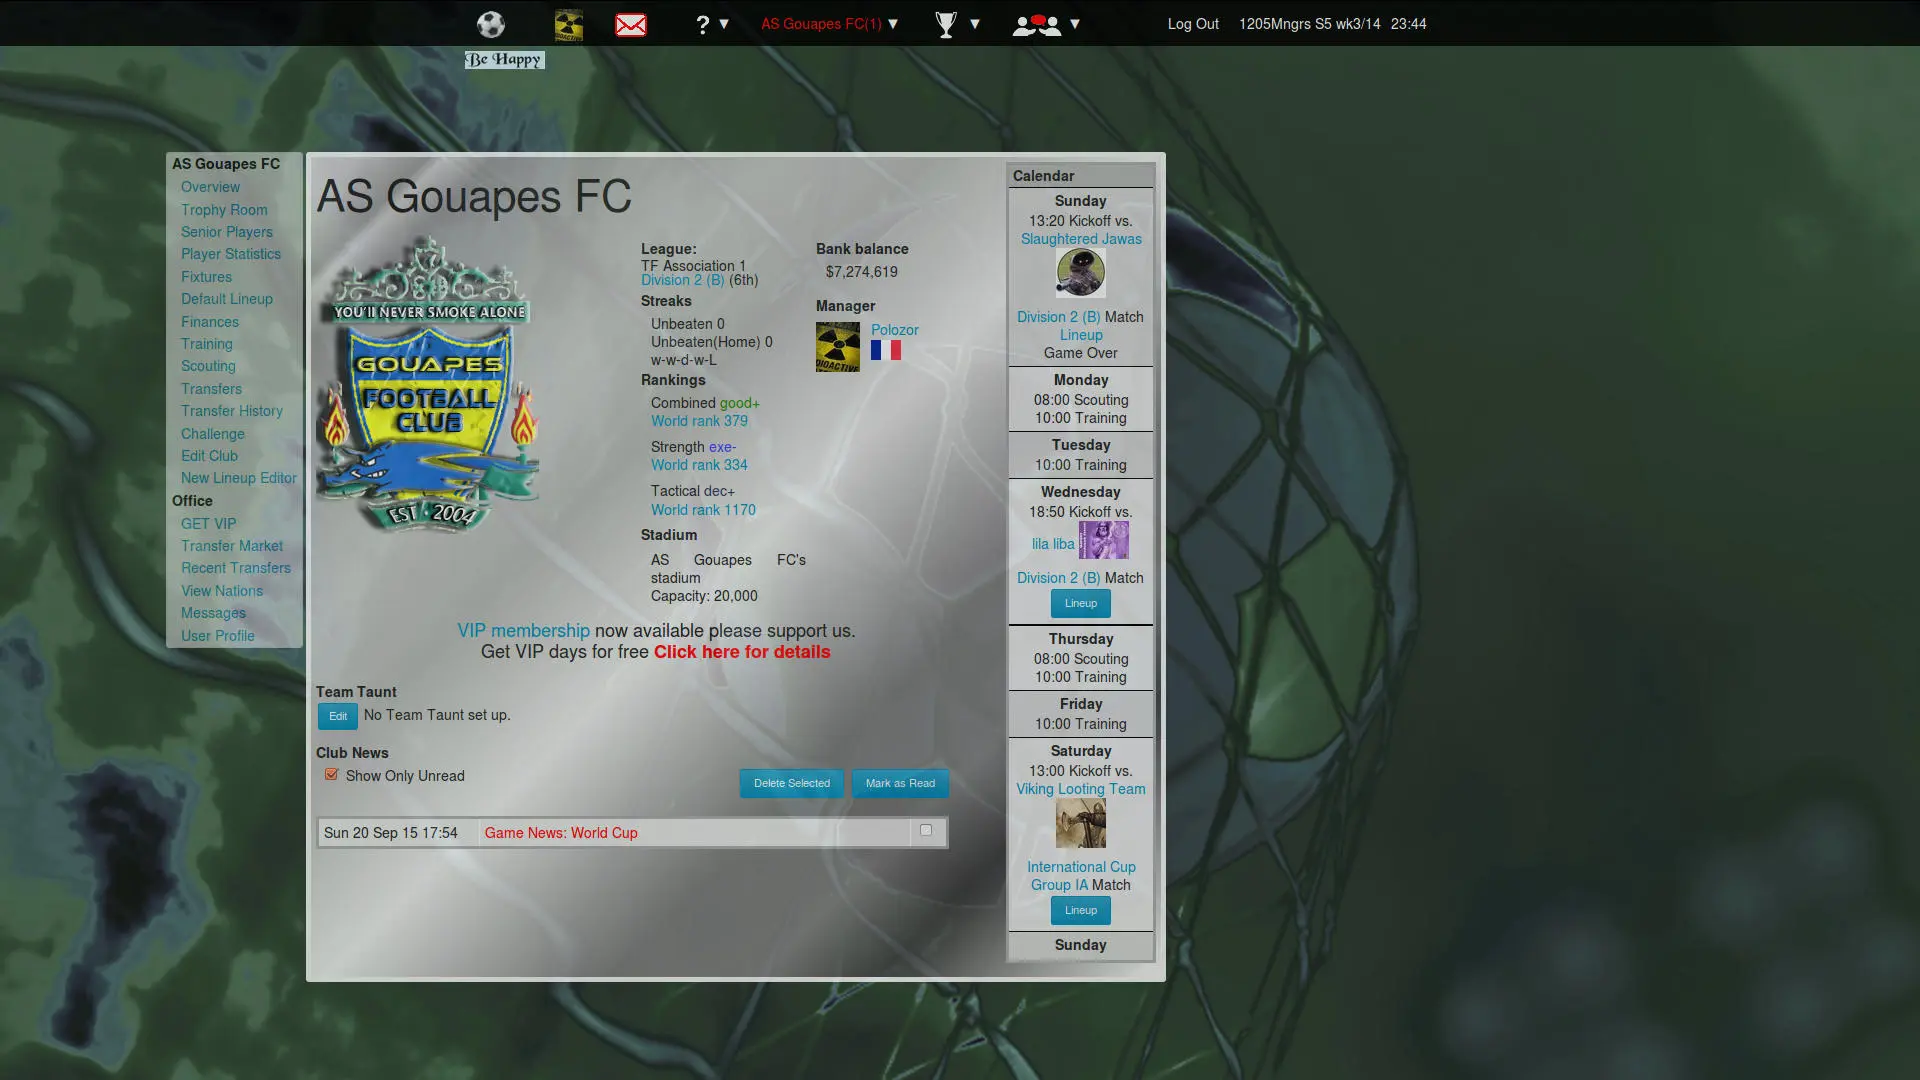 ? ▼ AS Gouapes FC(1) ▼ ▼ ▼ Log Out 1205Mngrs S5 wk3/14 23:44
Be Happy
AS Gouapes FC
Overview
Trophy Room
Senior Players
Player Statistics
Fixtures
Default Lineup
Finances
Training
Scouting
Transfers
Transfer History
Challenge
Edit Club
New Lineup Editor
Office
GET VIP
Transfer Market
Recent Transfers
View Nations
Messages
User Profile
AS Gouapes FC
YOU'll NEVER SMOKE ALONE
GOUAPES
FOOTBALL
CLUB
EST · 2004
League:
TF Association 1
Division 2 (B) (6th)
Streaks
Unbeaten 0
Unbeaten(Home) 0
w-w-d-w-L
Rankings
Combined good+
World rank 379
Strength exe-
World rank 334
Tactical dec+
World rank 1170
Stadium
AS Gouapes FC's
stadium
Capacity: 20,000
Bank balance
$7,274,619
Manager
Polozor
VIP membership now available please support us.
Get VIP days for free Click here for details
Team Taunt
Edit No Team Taunt set up.
Club News
Show Only Unread
Delete Selected Mark as Read
Sun 20 Sep 15 17:54 Game News: World Cup
Calendar
Sunday
13:20 Kickoff vs.
Slaughtered Jawas
Division 2 (B) Match
Lineup
Game Over
Monday
08:00 Scouting
10:00 Training
Tuesday
10:00 Training
Wednesday
18:50 Kickoff vs.
lila liba
Division 2 (B) Match
Lineup
Thursday
08:00 Scouting
10:00 Training
Friday
10:00 Training
Saturday
13:00 Kickoff vs.
Viking Looting Team
International Cup
Group IA Match
Lineup
Sunday